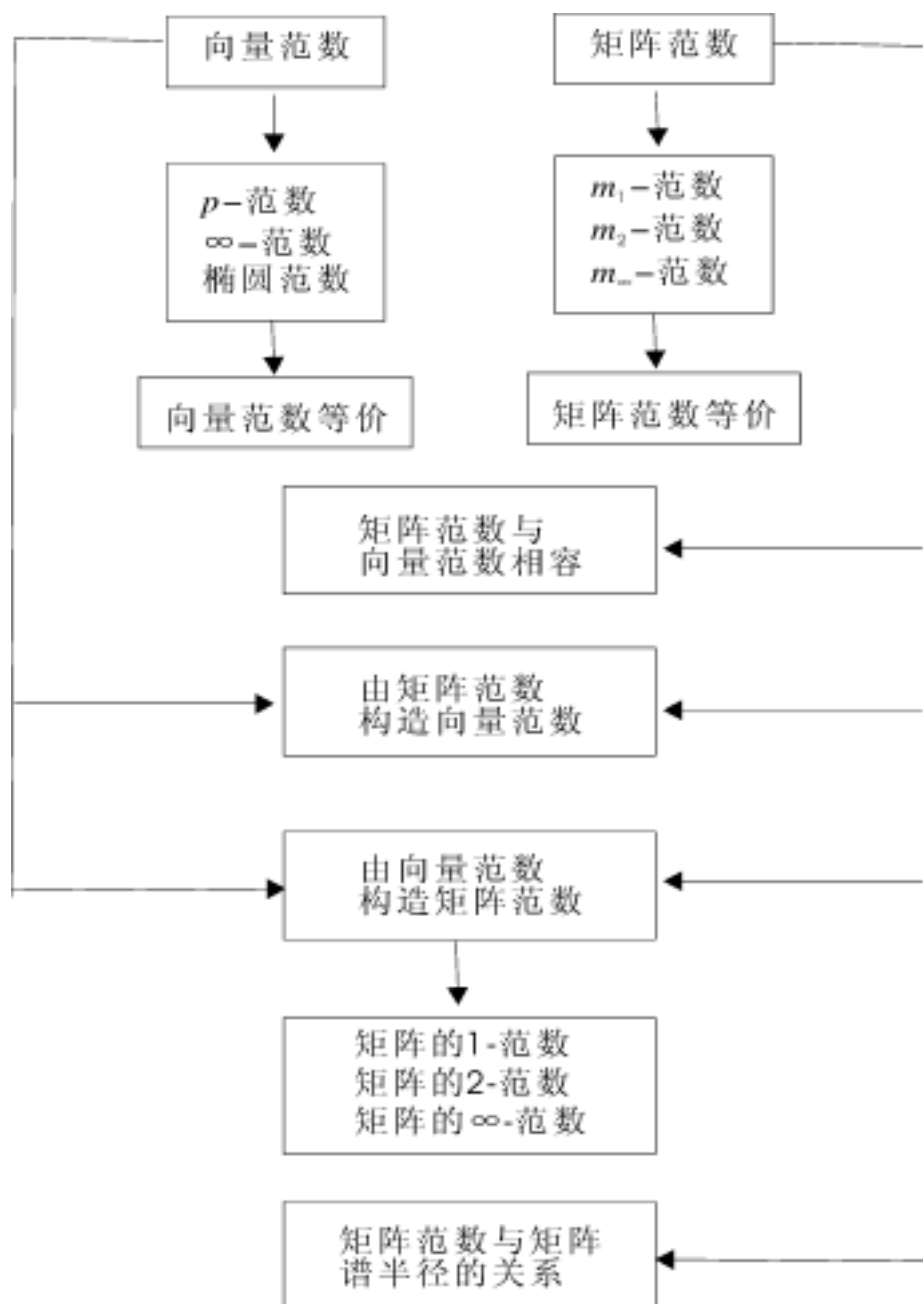 向量范数
矩阵范数
p-范数
∞-范数
椭圆范数
m₁-范数
m₂-范数
m∞-范数
向量范数等价
矩阵范数等价
矩阵范数与
向量范数相容
由矩阵范数
构造向量范数
由向量范数
构造矩阵范数
矩阵的1-范数
矩阵的2-范数
矩阵的∞-范数
矩阵范数与矩阵
谱半径的关系